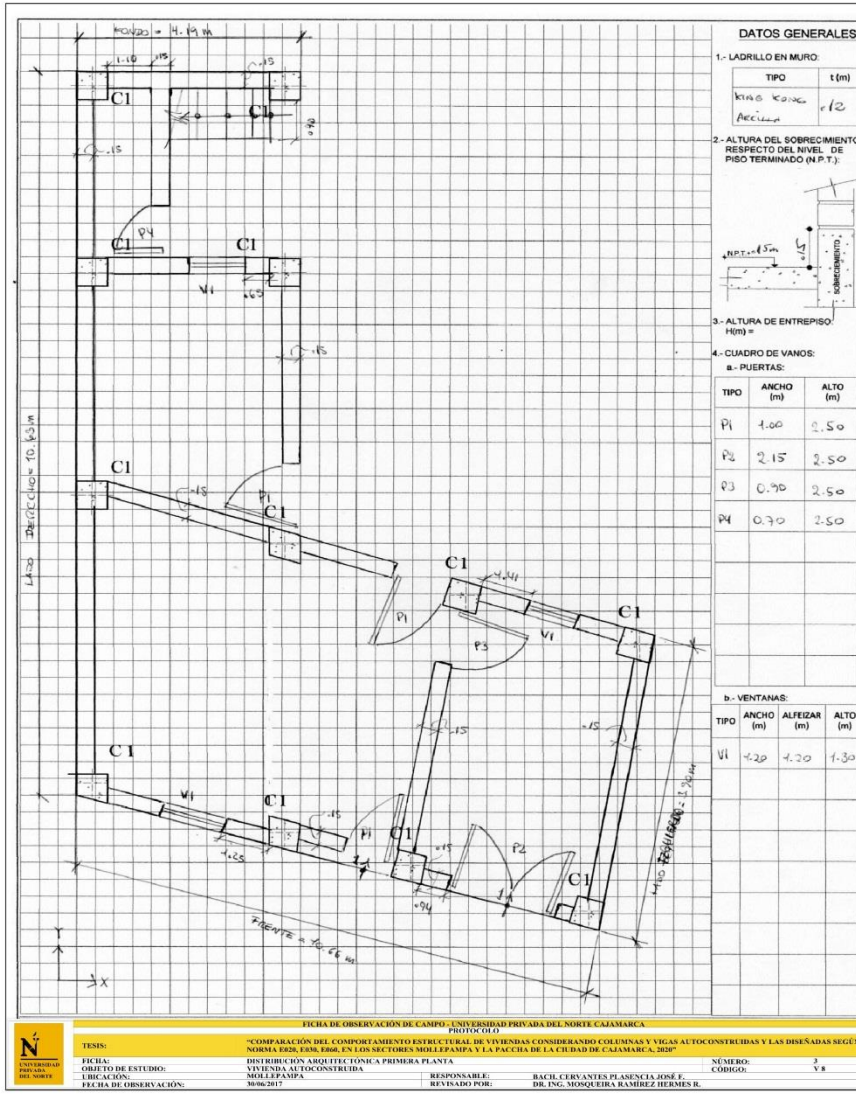 FONDO = 4.19 m
1.10 .15
.15
C1
C1
.90
.15
P4
C1
C1
V1
.65
.15
LADO DERECHO = 10.63 m
C1
.15
P1
C1
C1
1.41
P1
V1
C1
P3
.15
.15
C1
V1
C1
.15
P1
C1
1.25
.15
P2
C1
.94
LADO IZQUIERDO = 3.90 m
FRENTE = 10.66 m
Y
X
DATOS GENERALES
1.- LADRILLO EN MURO:
TIPO t (m)
KING KONG ARCILLA .12
2.- ALTURA DEL SOBRECIMIENTO
RESPECTO DEL NIVEL DE
PISO TERMINADO (N.P.T.):
N.P.T. +.15m
.15
SOBRECIMIENTO
3.- ALTURA DE ENTREPISO:
H(m) =
4.- CUADRO DE VANOS:
a.- PUERTAS:
TIPO ANCHO (m) ALTO (m)
P1 1.00 2.50
P2 2.15 2.50
P3 0.90 2.50
P4 0.70 2.50
b.- VENTANAS:
TIPO ANCHO (m) ALFEIZAR (m) ALTO (m)
V1 1.20 1.20 1.30
FICHA DE OBSERVACIÓN DE CAMPO - UNIVERSIDAD PRIVADA DEL NORTE CAJAMARCA
PROTOCOLO
N
UNIVERSIDAD
PRIVADA
DEL NORTE
TESIS: "COMPARACIÓN DEL COMPORTAMIENTO ESTRUCTURAL DE VIVIENDAS CONSIDERANDO COLUMNAS Y VIGAS AUTOCONSTRUIDAS Y LAS DISEÑADAS SEGÚN
NORMA E020, E030, E060, EN LOS SECTORES MOLLEPAMPA Y LA PACCHA DE LA CIUDAD DE CAJAMARCA, 2020"
FICHA: DISTRIBUCIÓN ARQUITECTÓNICA PRIMERA PLANTA NÚMERO: 3
OBJETO DE ESTUDIO: VIVIENDA AUTOCONSTRUIDA CÓDIGO: V 8
UBICACIÓN: MOLLEPAMPA RESPONSABLE: BACH. CERVANTES PLASENCIA JOSÉ F.
FECHA DE OBSERVACIÓN: 30/06/2017 REVISADO POR: DR. ING. MOSQUEIRA RAMÍREZ HERMES R.